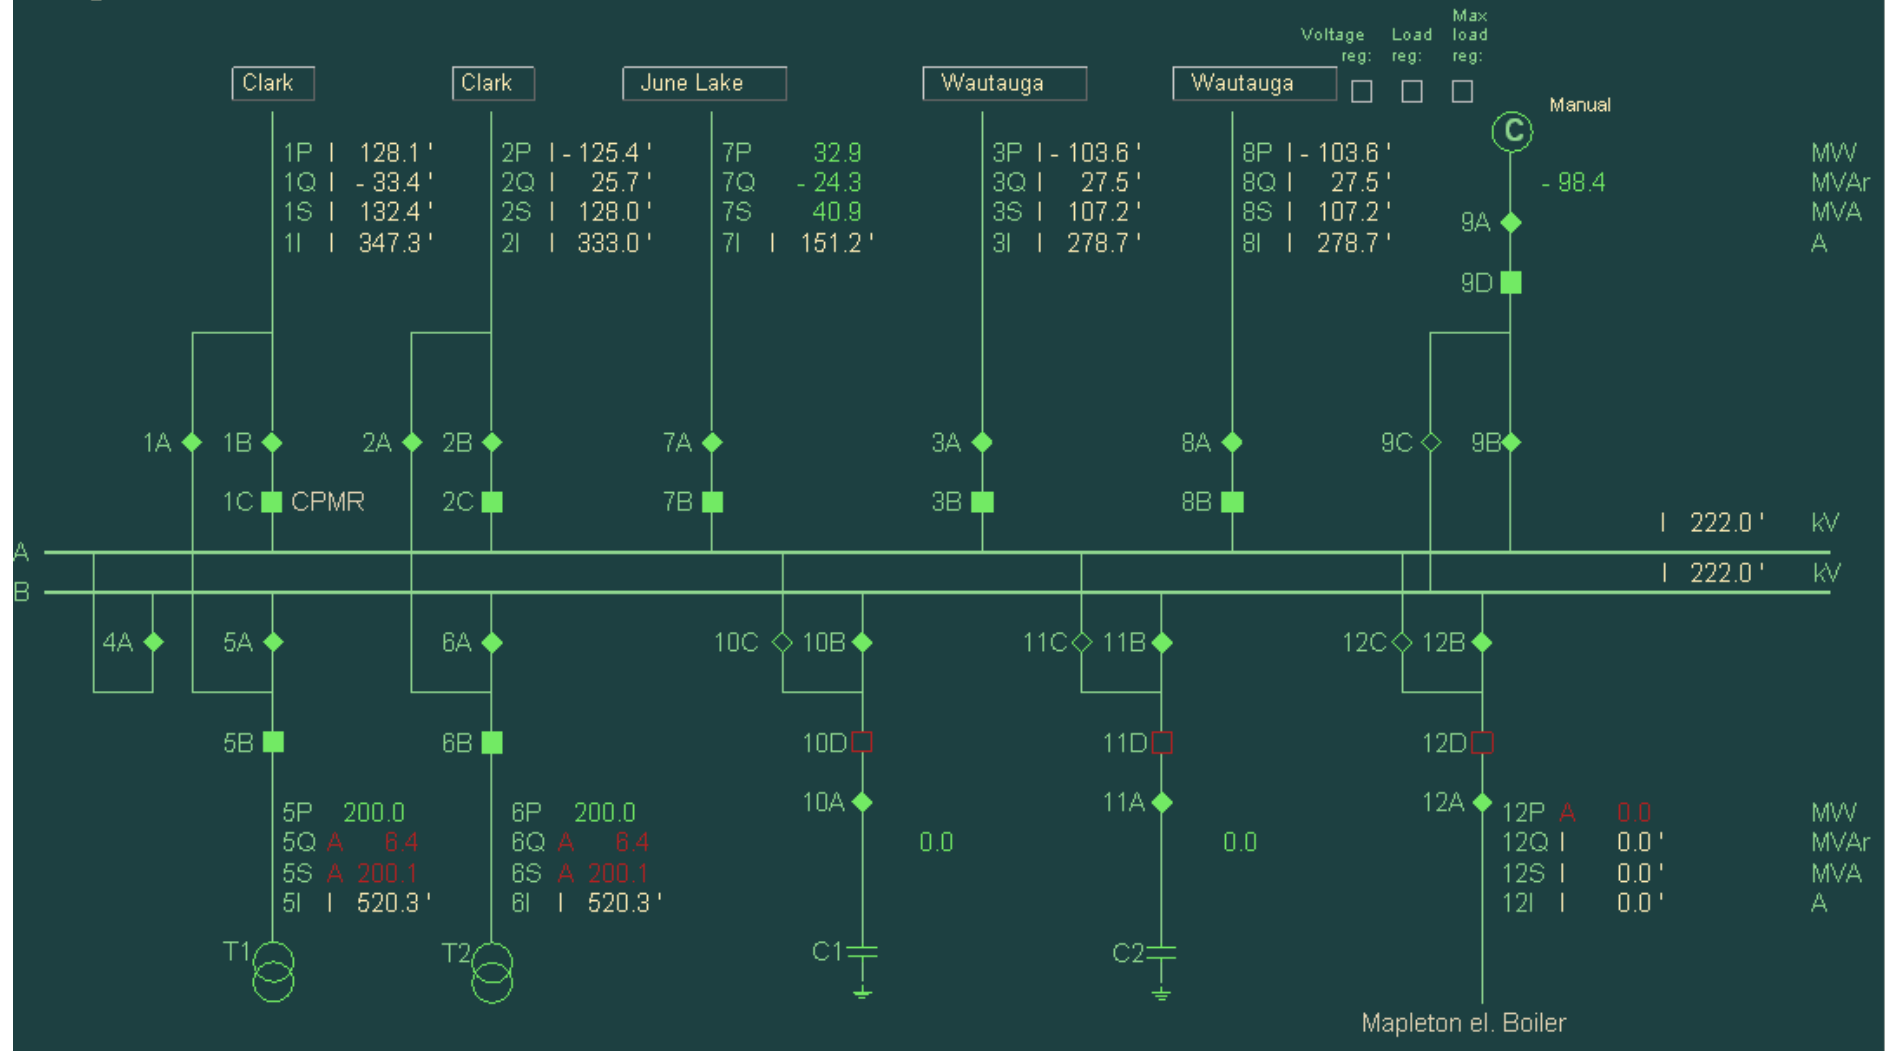 Max
Voltage Load load
reg: reg: reg:
Clark Clark June Lake Wautauga Wautauga
Manual
C
1P I 128.1 ' 2P I - 125.4 ' 7P 32.9 3P I - 103.6 ' 8P I - 103.6 ' MW
1Q I - 33.4 ' 2Q I 25.7 ' 7Q - 24.3 3Q I 27.5 ' 8Q I 27.5 ' - 98.4 MVAr
1S I 132.4 ' 2S I 128.0 ' 7S 40.9 3S I 107.2 ' 8S I 107.2 ' MVA
1I I 347.3 ' 2I I 333.0 ' 7I I 151.2 ' 3I I 278.7 ' 8I I 278.7 ' A
9A
9D
1A 1B 2A 2B 7A 3A 8A 9C 9B
1C CPMR 2C 7B 3B 8B
I 222.0 ' kV
A
I 222.0 ' kV
B
4A 5A 6A 10C 10B 11C 11B 12C 12B
5B 6B 10D 11D 12D
10A 11A 12A
5P 200.0 6P 200.0 12P A 0.0 MW
5Q A 6.4 6Q A 6.4 0.0 0.0 12Q I 0.0 ' MVAr
5S A 200.1 6S A 200.1 12S I 0.0 ' MVA
5I I 520.3 ' 6I I 520.3 ' 12I I 0.0 ' A
T1 T2 C1 C2
Mapleton el. Boiler